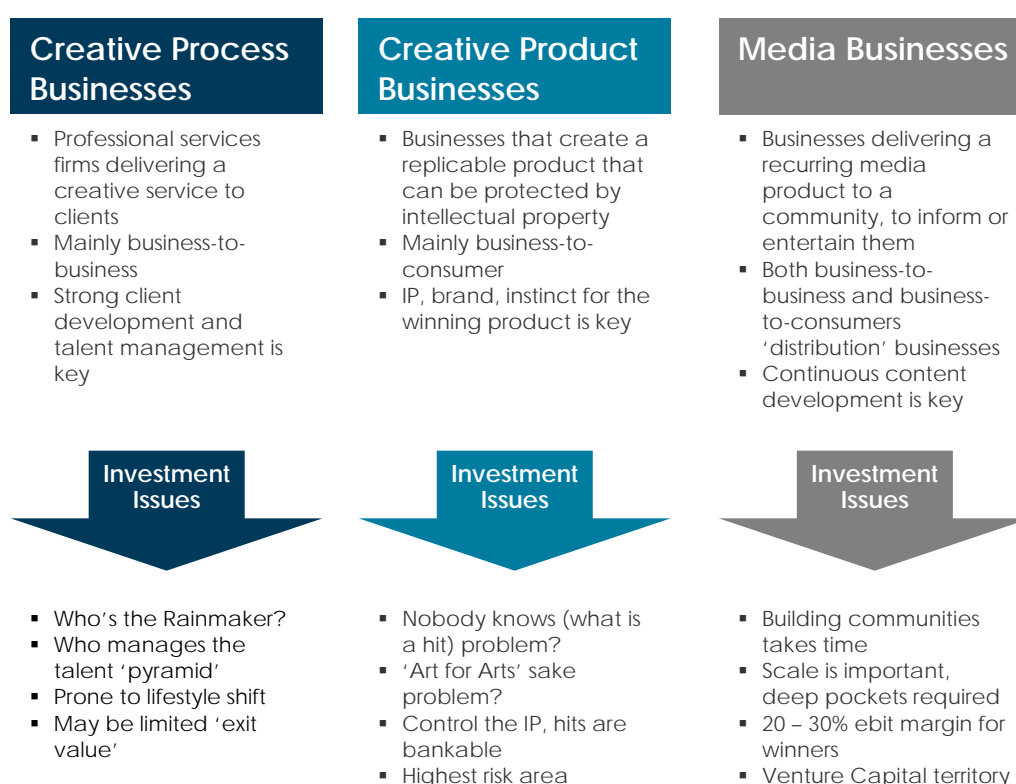 Creative Process
Businesses
▪ Professional services
firms delivering a
creative service to
clients
▪ Mainly business-to-
business
▪ Strong client
development and
talent management is
key
Investment
Issues
▪ Who’s the Rainmaker?
▪ Who manages the
talent ‘pyramid’
▪ Prone to lifestyle shift
▪ May be limited ‘exit
value’
Creative Product
Businesses
▪ Businesses that create a
replicable product that
can be protected by
intellectual property
▪ Mainly business-to-
consumer
▪ IP, brand, instinct for the
winning product is key
Investment
Issues
▪ Nobody knows (what is
a hit) problem?
▪ ‘Art for Arts’ sake
problem?
▪ Control the IP, hits are
bankable
▪ Highest risk area
Media Businesses
▪ Businesses delivering a
recurring media
product to a
community, to inform or
entertain them
▪ Both business-to-
business and business-
to-consumers
‘distribution’ businesses
▪ Continuous content
development is key
Investment
Issues
▪ Building communities
takes time
▪ Scale is important,
deep pockets required
▪ 20 – 30% ebit margin for
winners
▪ Venture Capital territory